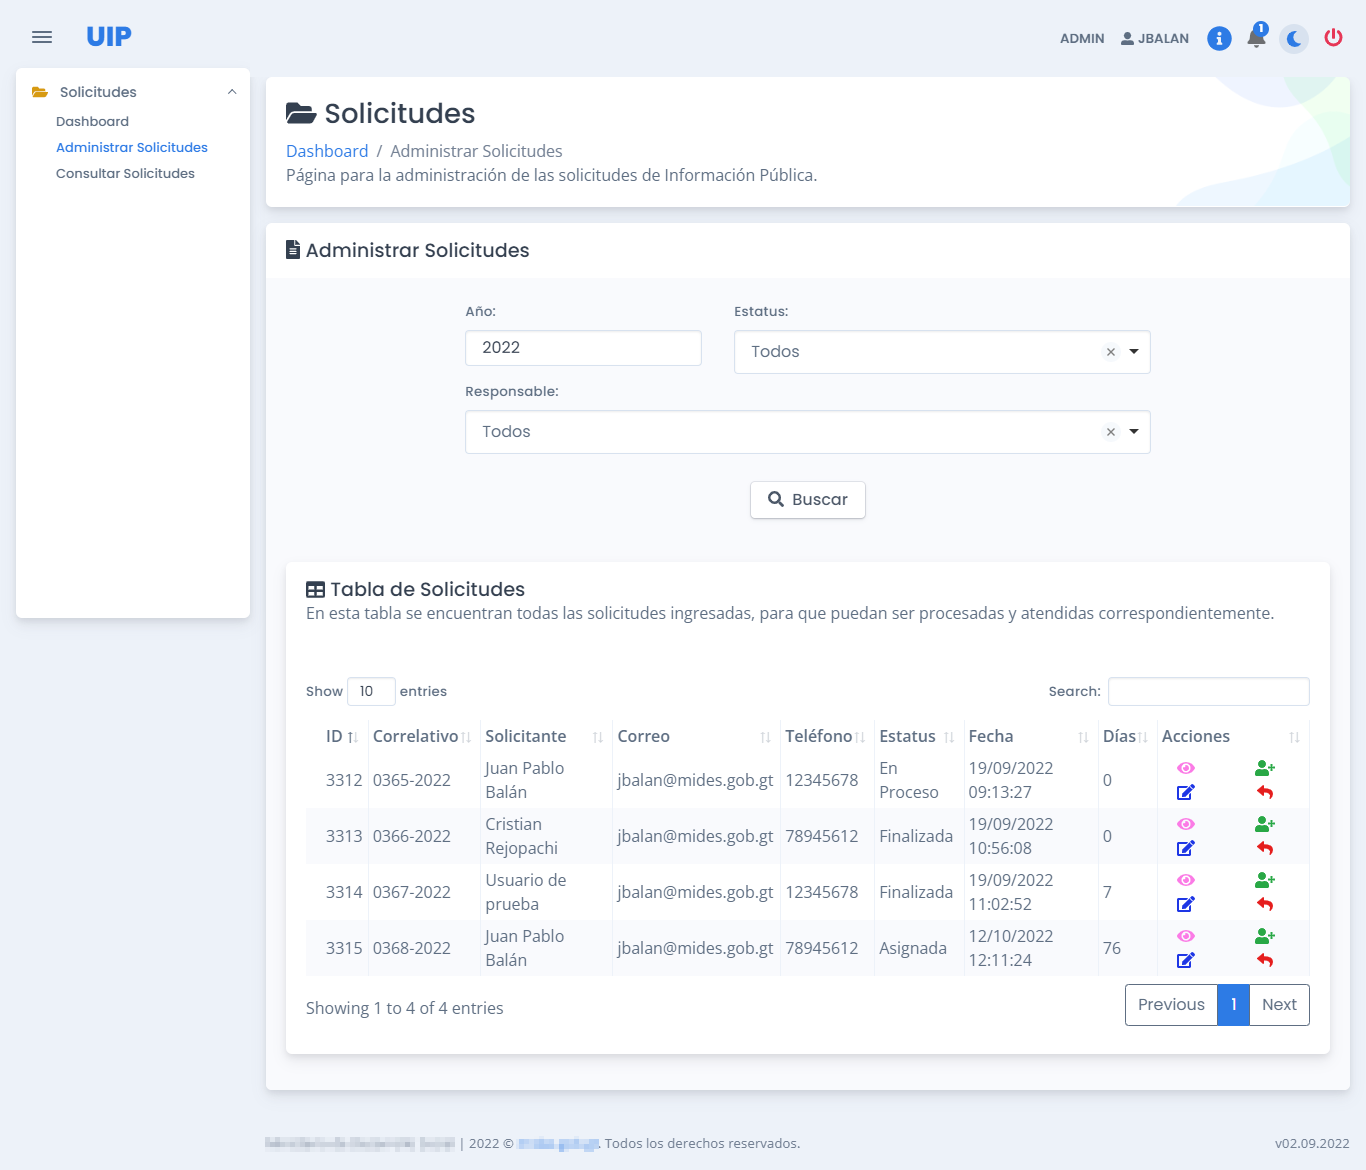 UIP
ADMIN JBALAN 1
Solicitudes
Dashboard
Administrar Solicitudes
Consultar Solicitudes
Solicitudes
Dashboard / Administrar Solicitudes
Página para la administración de las solicitudes de Información Pública.
Administrar Solicitudes
Año: Estatus:
2022 Todos × 
Responsable:
Todos ×
Buscar
Tabla de Solicitudes
En esta tabla se encuentran todas las solicitudes ingresadas, para que puedan ser procesadas y atendidas correspondientemente.
Show 10 entries Search:
ID Correlativo Solicitante Correo Teléfono Estatus Fecha Días Acciones
3312 0365-2022 Juan Pablo Balán jbalan@mides.gob.gt 12345678 En Proceso 19/09/2022 09:13:27 0
3313 0366-2022 Cristian Rejopachi jbalan@mides.gob.gt 78945612 Finalizada 19/09/2022 10:56:08 0
3314 0367-2022 Usuario de prueba jbalan@mides.gob.gt 12345678 Finalizada 19/09/2022 11:02:52 7
3315 0368-2022 Juan Pablo Balán jbalan@mides.gob.gt 78945612 Asignada 12/10/2022 12:11:24 76
Showing 1 to 4 of 4 entries Previous 1 Next
| 2022 © . Todos los derechos reservados. v02.09.2022